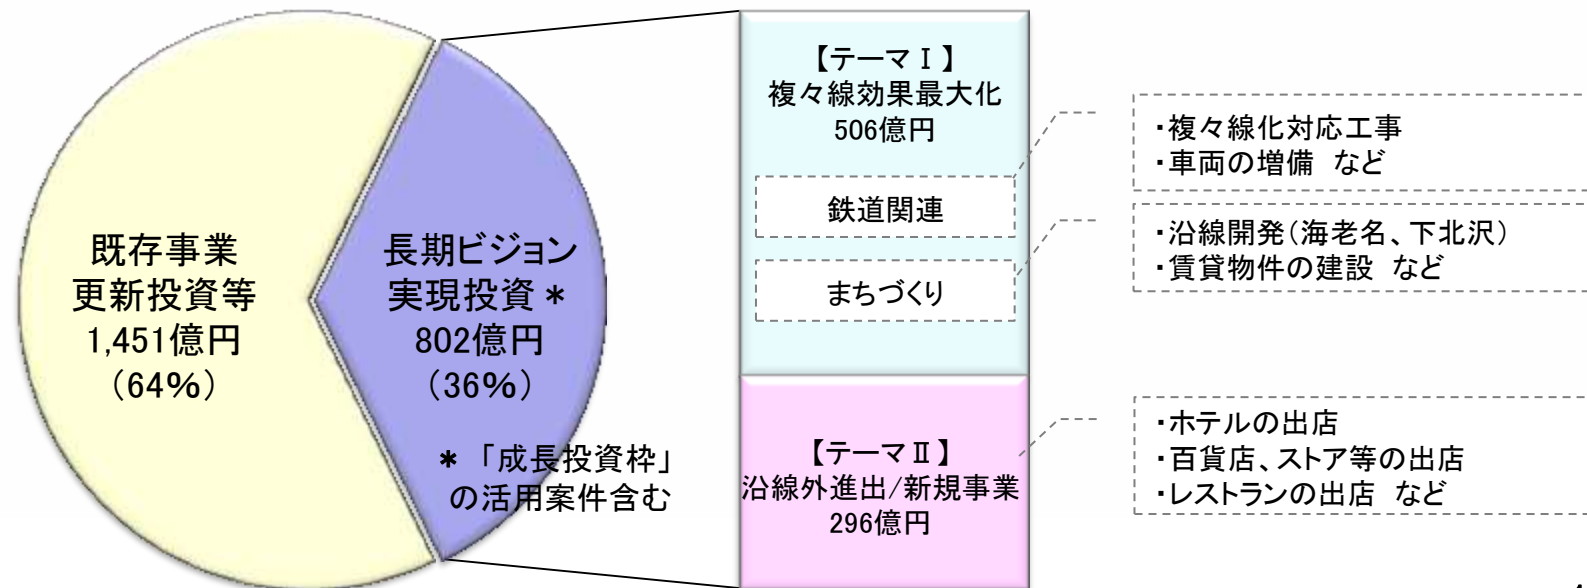 既存事業
更新投資等
1,451億円
(64%)
長期ビジョン
実現投資*
802億円
(36%)
* 「成長投資枠」
の活用案件含む
【テーマⅠ】
複々線効果最大化
506億円
鉄道関連
まちづくり
【テーマⅡ】
沿線外進出/新規事業
296億円
・複々線化対応工事
・車両の増備 など
・沿線開発(海老名、下北沢)
・賃貸物件の建設 など
・ホテルの出店
・百貨店、ストア等の出店
・レストランの出店 など